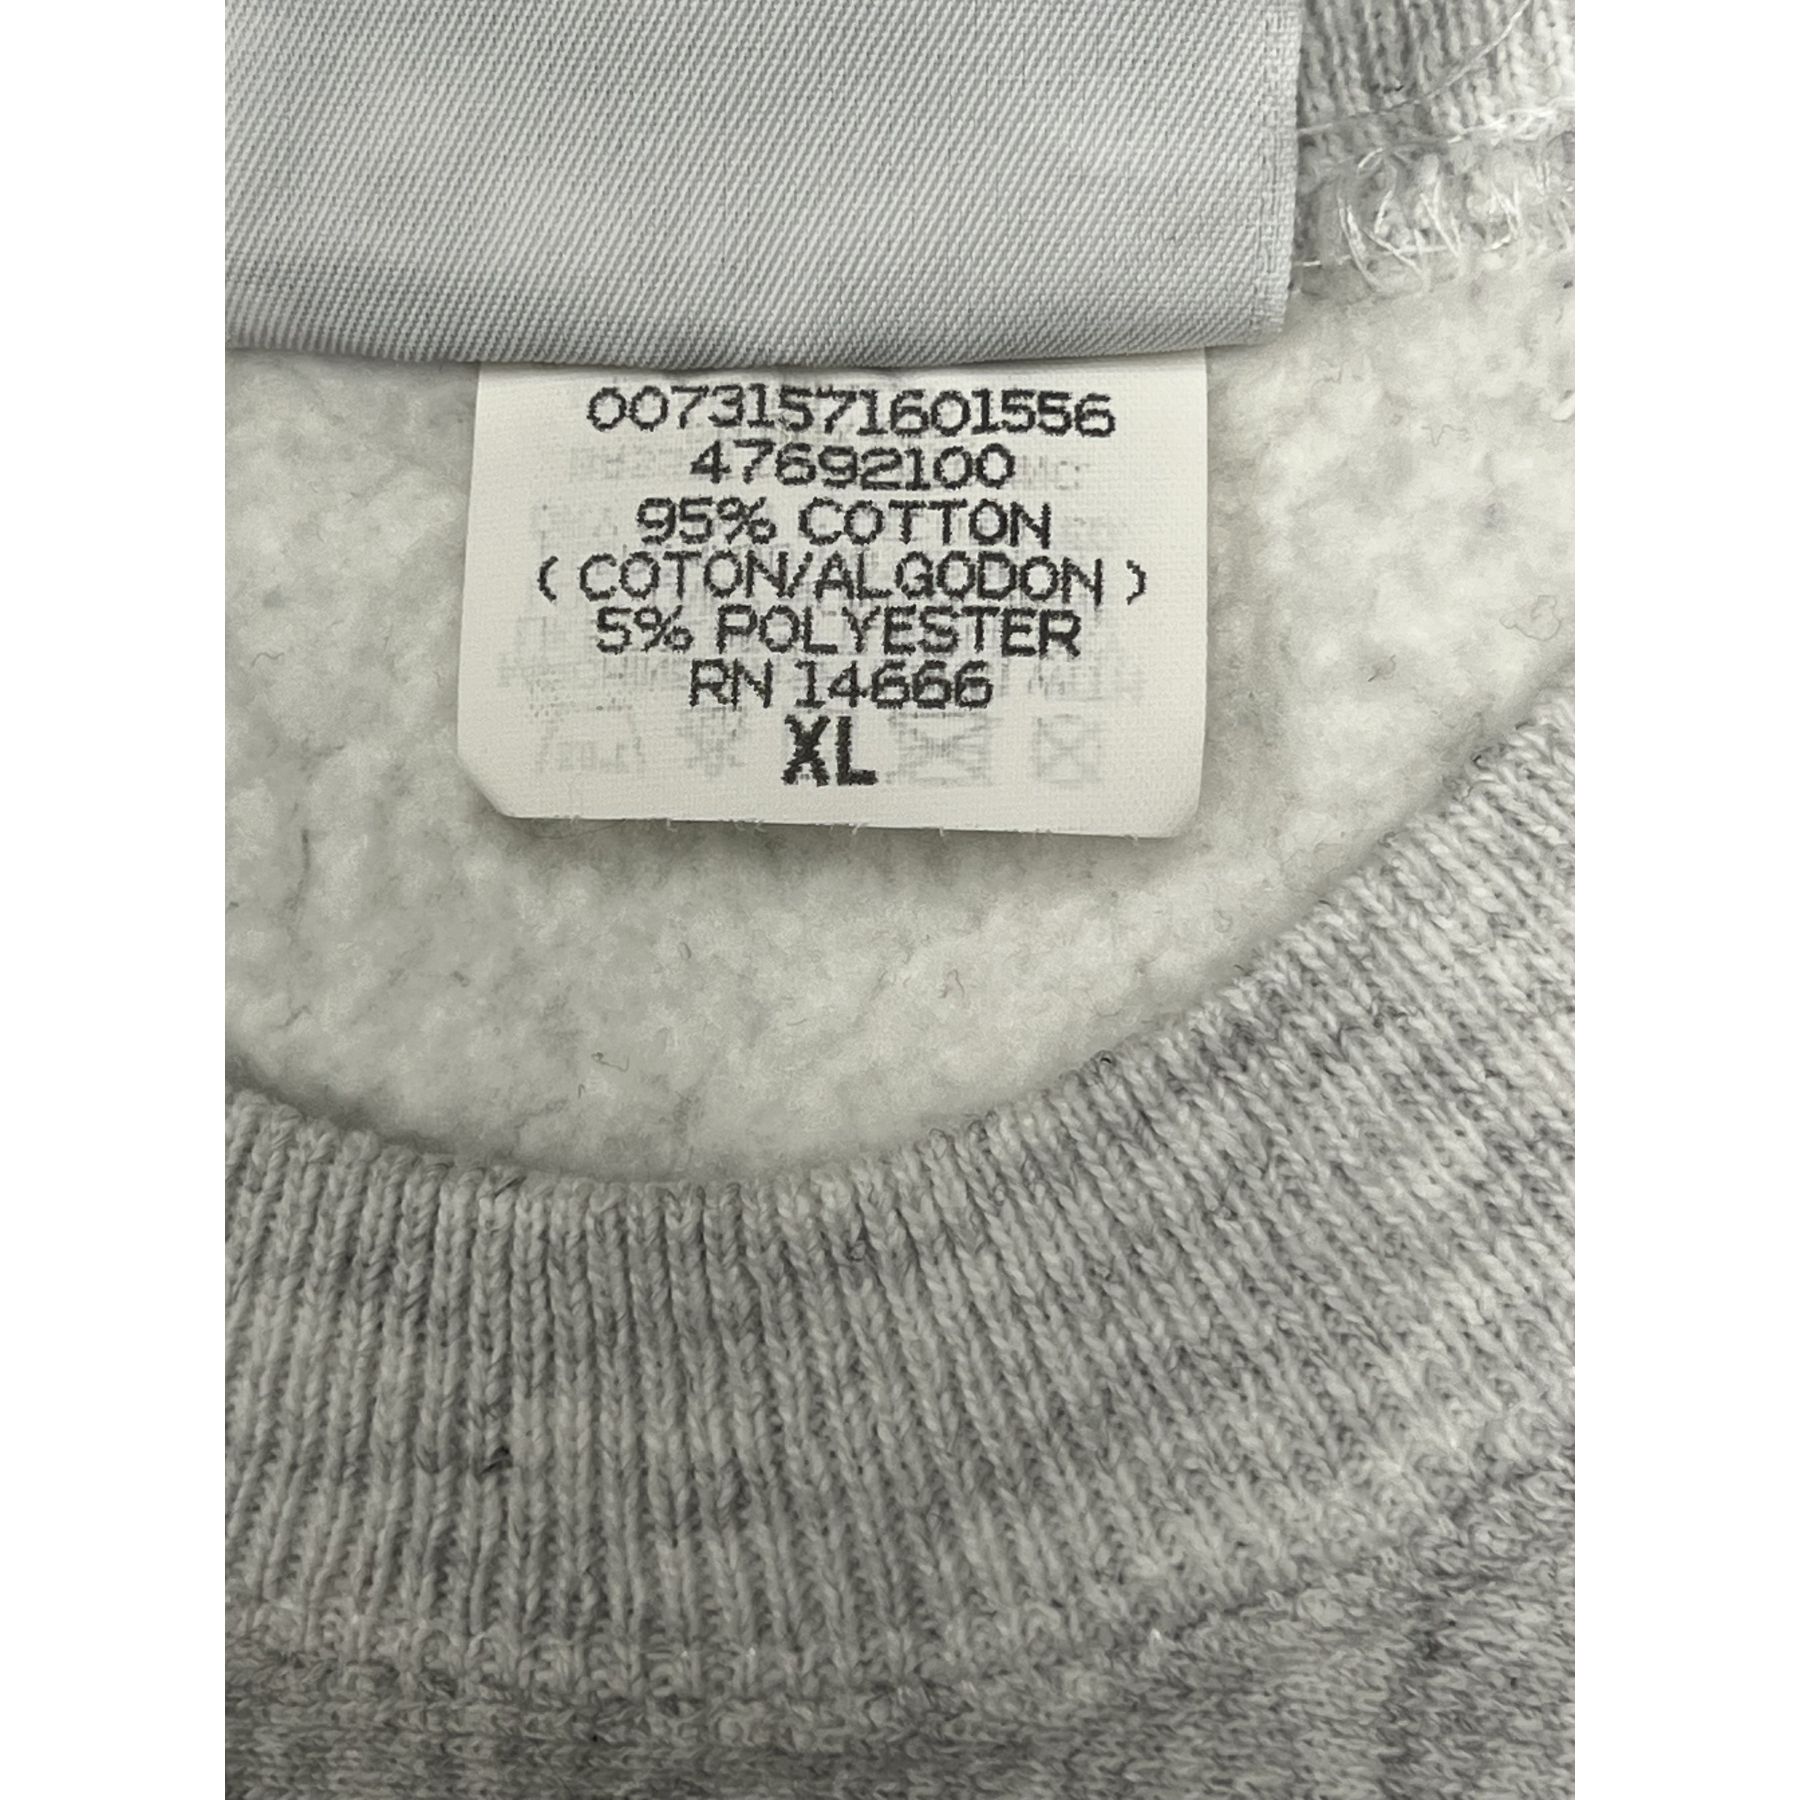 00731571601556
47692100
95% COTTON
( COTON/ALGODON )
5% POLYESTER
RN 14666
XL